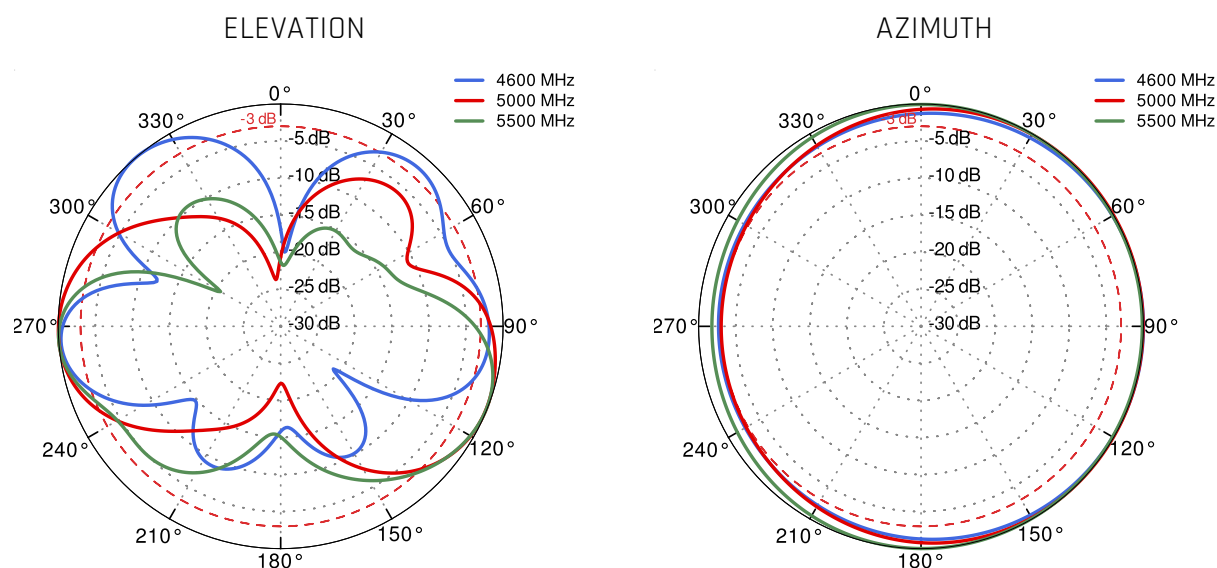 ELEVATION
4600 MHz
5000 MHz
5500 MHz
0°
330°
30°
-3 dB
-5 dB
-10 dB
300°
60°
-15 dB
-20 dB
-25 dB
270°
-30 dB
90°
240°
120°
210°
150°
180°
AZIMUTH
4600 MHz
5000 MHz
5500 MHz
0°
330°
30°
-3 dB
-5 dB
-10 dB
300°
60°
-15 dB
-20 dB
-25 dB
270°
-30 dB
90°
240°
120°
210°
150°
180°